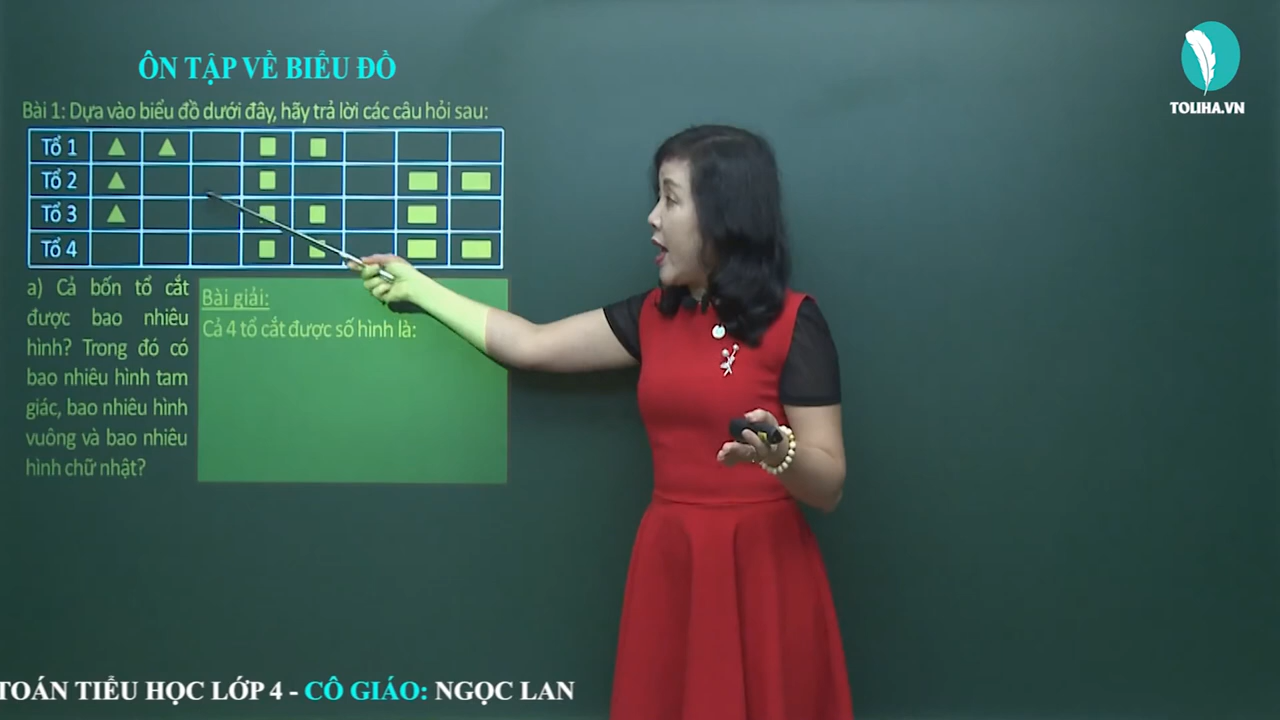 TOLIHA.VN
ÔN TẬP VỀ BIỂU ĐỒ
Bài 1: Dựa vào biểu đồ dưới đây, hãy trả lời các câu hỏi sau:
Tổ 1
Tổ 2
Tổ 3
Tổ 4
a) Cả bốn tổ cắt
được bao nhiêu
hình? Trong đó có
bao nhiêu hình tam
giác, bao nhiêu hình
vuông và bao nhiêu
hình chữ nhật?
Bài giải:
Cả 4 tổ cắt được số hình là:
TOÁN TIỂU HỌC LỚP 4 - CÔ GIÁO: NGỌC LAN